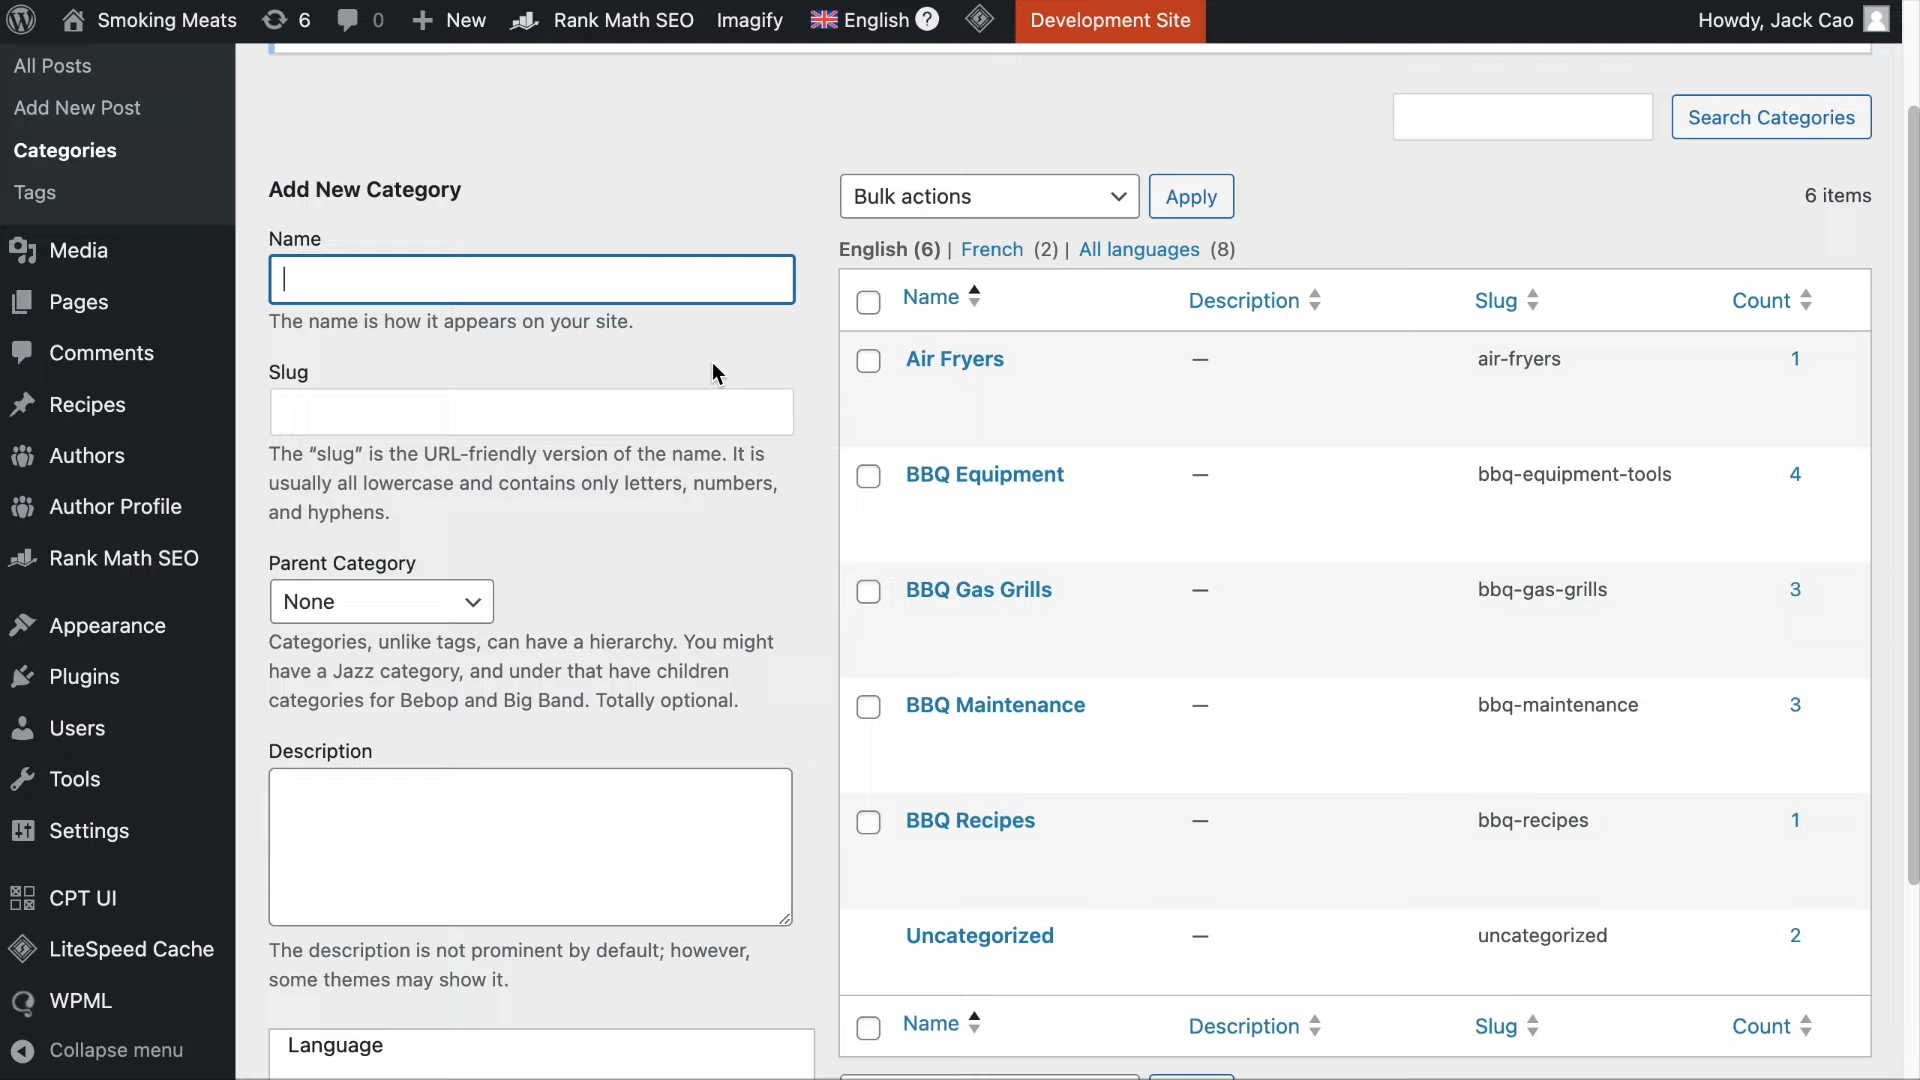 Smoking Meats 6 0 New Rank Math SEO Imagify English ? Development Site Howdy, Jack Cao
All Posts
Add New Post
Categories
Tags
Media
Pages
Comments
Recipes
Authors
Author Profile
Rank Math SEO
Appearance
Plugins
Users
Tools
Settings
CPT UI
LiteSpeed Cache
WPML
Collapse menu
Search Categories
Add New Category
Name
The name is how it appears on your site.
Slug
The “slug” is the URL-friendly version of the name. It is
usually all lowercase and contains only letters, numbers,
and hyphens.
Parent Category
None
Categories, unlike tags, can have a hierarchy. You might
have a Jazz category, and under that have children
categories for Bebop and Big Band. Totally optional.
Description
The description is not prominent by default; however,
some themes may show it.
Language
Bulk actions Apply 6 items
English (6) | French (2) | All languages (8)
Name Description Slug Count
Air Fryers — air-fryers 1
BBQ Equipment — bbq-equipment-tools 4
BBQ Gas Grills — bbq-gas-grills 3
BBQ Maintenance — bbq-maintenance 3
BBQ Recipes — bbq-recipes 1
Uncategorized — uncategorized 2
Name Description Slug Count